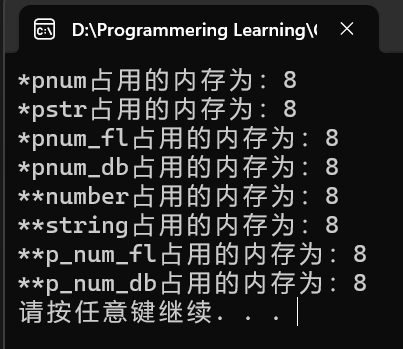 D:\Programmering Learning\
*pnum占用的内存为：8
*pstr占用的内存为：8
*pnum_fl占用的内存为：8
*pnum_db占用的内存为：8
**number占用的内存为：8
**string占用的内存为：8
**p_num_fl占用的内存为：8
**p_num_db占用的内存为：8
请按任意键继续. . .